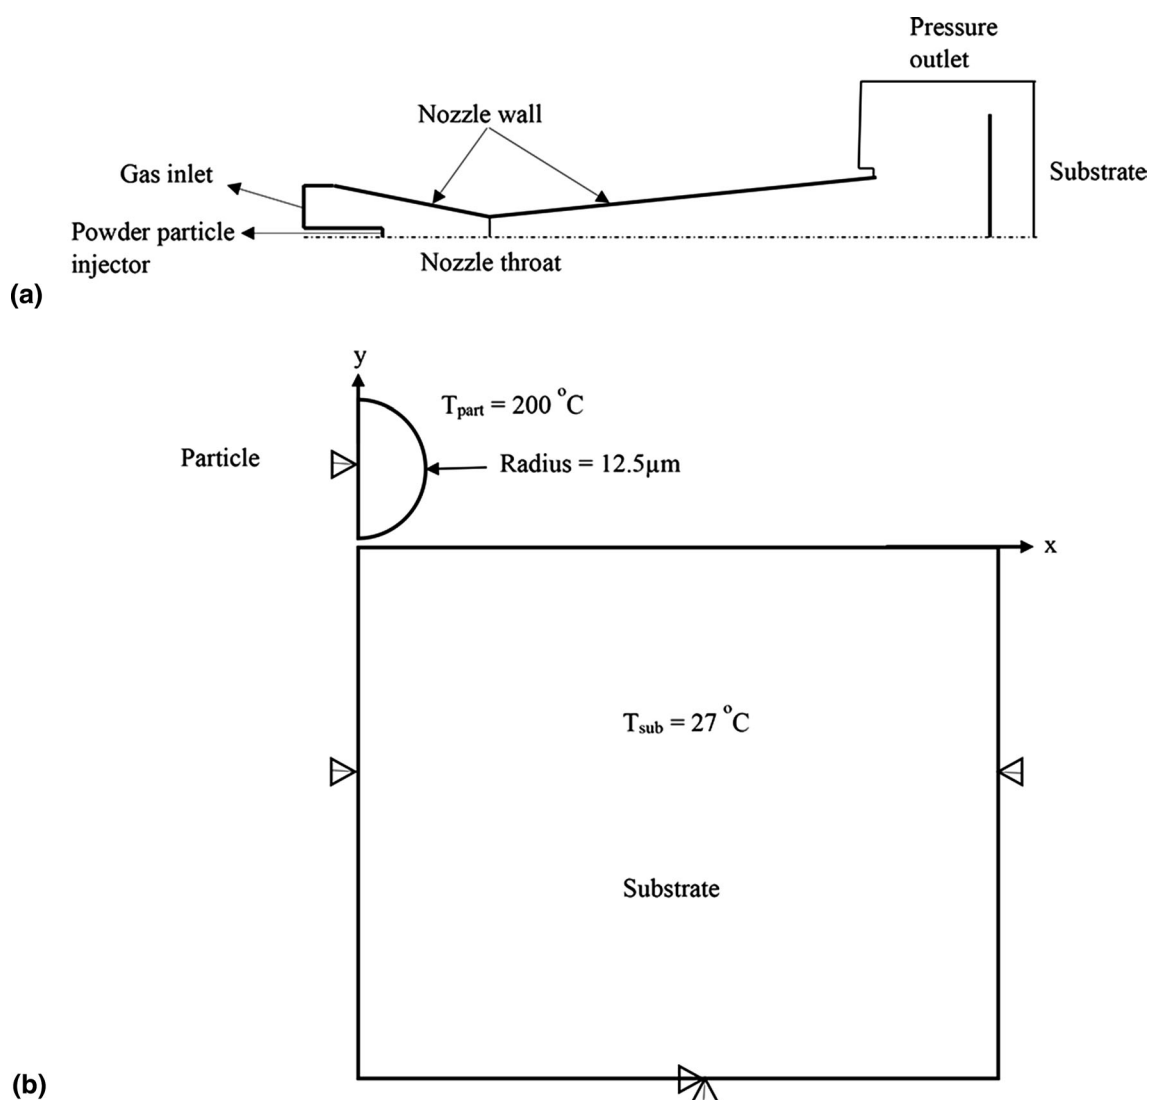 Pressure
outlet
Nozzle wall
Gas inlet
Substrate
Powder particle
injector
Nozzle throat
(a)
y
T_part = 200 °C
Particle
Radius = 12.5µm
x
T_sub = 27 °C
Substrate
(b)